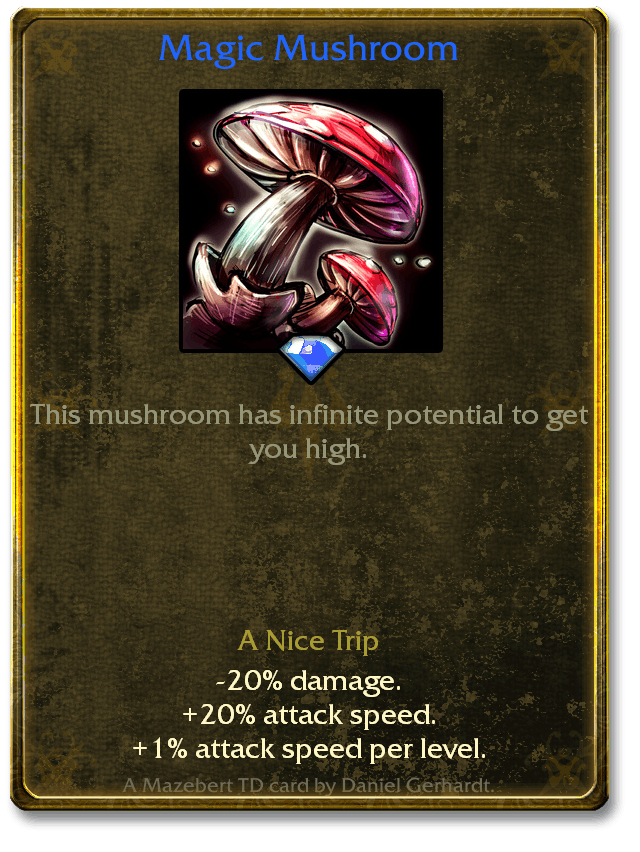 Magic Mushroom
This mushroom has infinite potential to get
you high.
A Nice Trip
-20% damage.
+20% attack speed.
+1% attack speed per level.
A Mazebert TD card by Daniel Gerhardt.